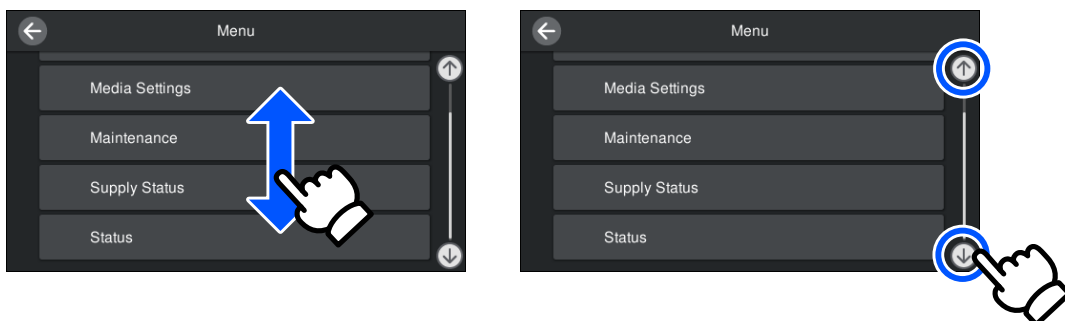 Menu
Media Settings
Maintenance
Supply Status
Status
Menu
Media Settings
Maintenance
Supply Status
Status